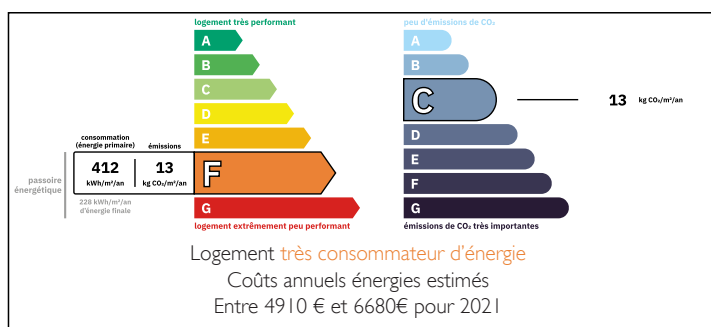 logement très performant
A
B
C
D
E
consommation
(énergie primaire)
émissions
passoire
énergétique
412
kWh/m²/an
13
kg CO₂/m²/an
F
228 kWh/m²/an
d'énergie finale
G
logement extrêmement peu performant
peu d'émissions de CO₂
A
B
C
13 kg CO₂/m²/an
D
E
F
G
émissions de CO₂ très importantes
Logement très consommateur d'énergie
Coûts annuels énergies estimés
Entre 4910 € et 6680€ pour 2021